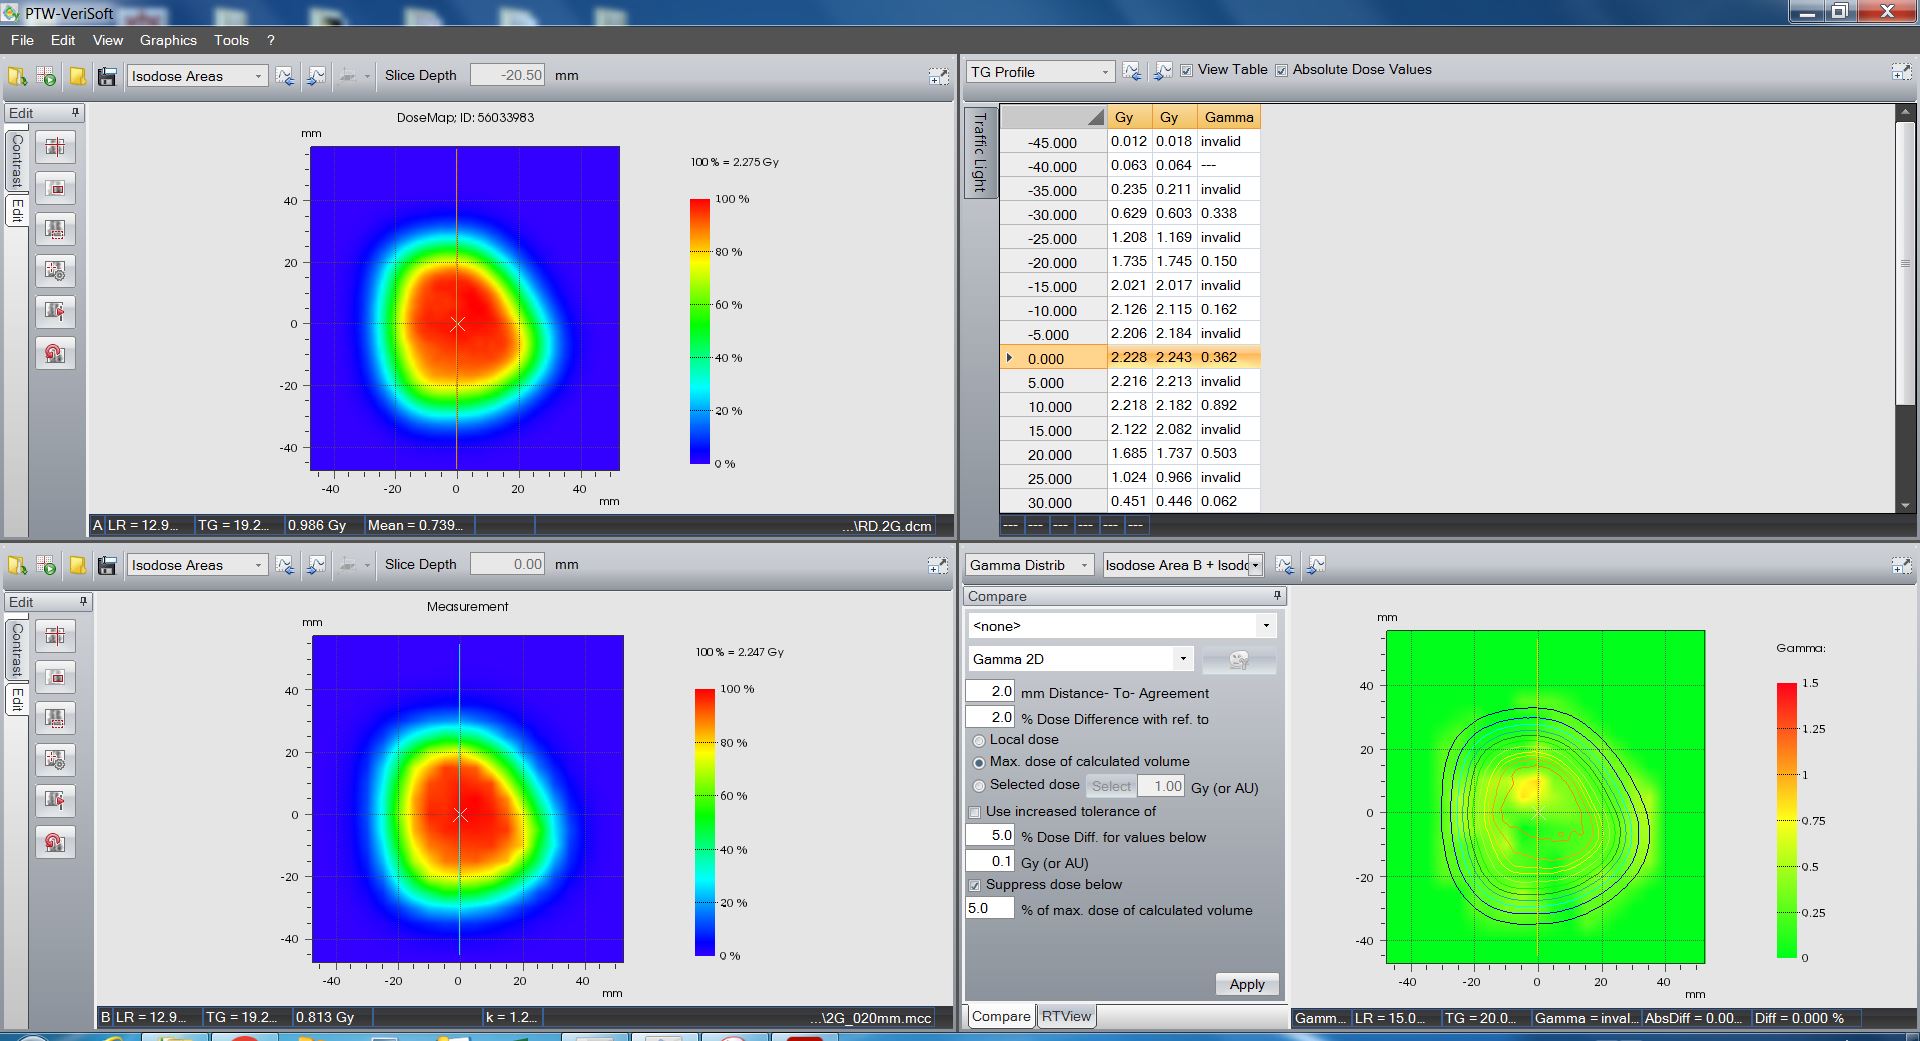 PTW-VeriSoft
File Edit View Graphics Tools ?
Isodose Areas Slice Depth -20.50 mm
Edit
Contrast
Edit
DoseMap; ID: 56033983
mm
100 % = 2.275 Gy
40
20
0
-20
-40
-40 -20 0 20 40
mm
100 %
80 %
60 %
40 %
20 %
0 %
A LR = 12.9... TG = 19.2... 0.986 Gy Mean = 0.739... ...\RD.2G.dcm
TG Profile View Table Absolute Dose Values
Traffic Light
Gy Gy Gamma
-45.000 0.012 0.018 invalid
-40.000 0.063 0.064 ---
-35.000 0.235 0.211 invalid
-30.000 0.629 0.603 0.338
-25.000 1.208 1.169 invalid
-20.000 1.735 1.745 0.150
-15.000 2.021 2.017 invalid
-10.000 2.126 2.115 0.162
-5.000 2.206 2.184 invalid
0.000 2.228 2.243 0.362
5.000 2.216 2.213 invalid
10.000 2.218 2.182 0.892
15.000 2.122 2.082 invalid
20.000 1.685 1.737 0.503
25.000 1.024 0.966 invalid
30.000 0.451 0.446 0.062
--- --- --- --- --- ---
Isodose Areas Slice Depth 0.00 mm
Edit
Contrast
Edit
Measurement
mm
100 % = 2.247 Gy
40
20
0
-20
-40
-40 -20 0 20 40
mm
100 %
80 %
60 %
40 %
20 %
0 %
B LR = 12.9... TG = 19.2... 0.813 Gy k = 1.2... ...\2G_020mm.mcc
Gamma Distrib Isodose Area B + Isodo
Compare
<none>
Gamma 2D
2.0 mm Distance- To- Agreement
2.0 % Dose Difference with ref. to
Local dose
Max. dose of calculated volume
Selected dose Select 1.00 Gy (or AU)
Use increased tolerance of
5.0 % Dose Diff. for values below
0.1 Gy (or AU)
Suppress dose below
5.0 % of max. dose of calculated volume
Apply
Compare RTView
mm
Gamma:
40
20
0
-20
-40
-40 -20 0 20 40
mm
1.5
1.25
1
0.75
0.5
0.25
0
Gamm... LR = 15.0... TG = 20.0... Gamma = inval... AbsDiff = 0.00... Diff = 0.000 %